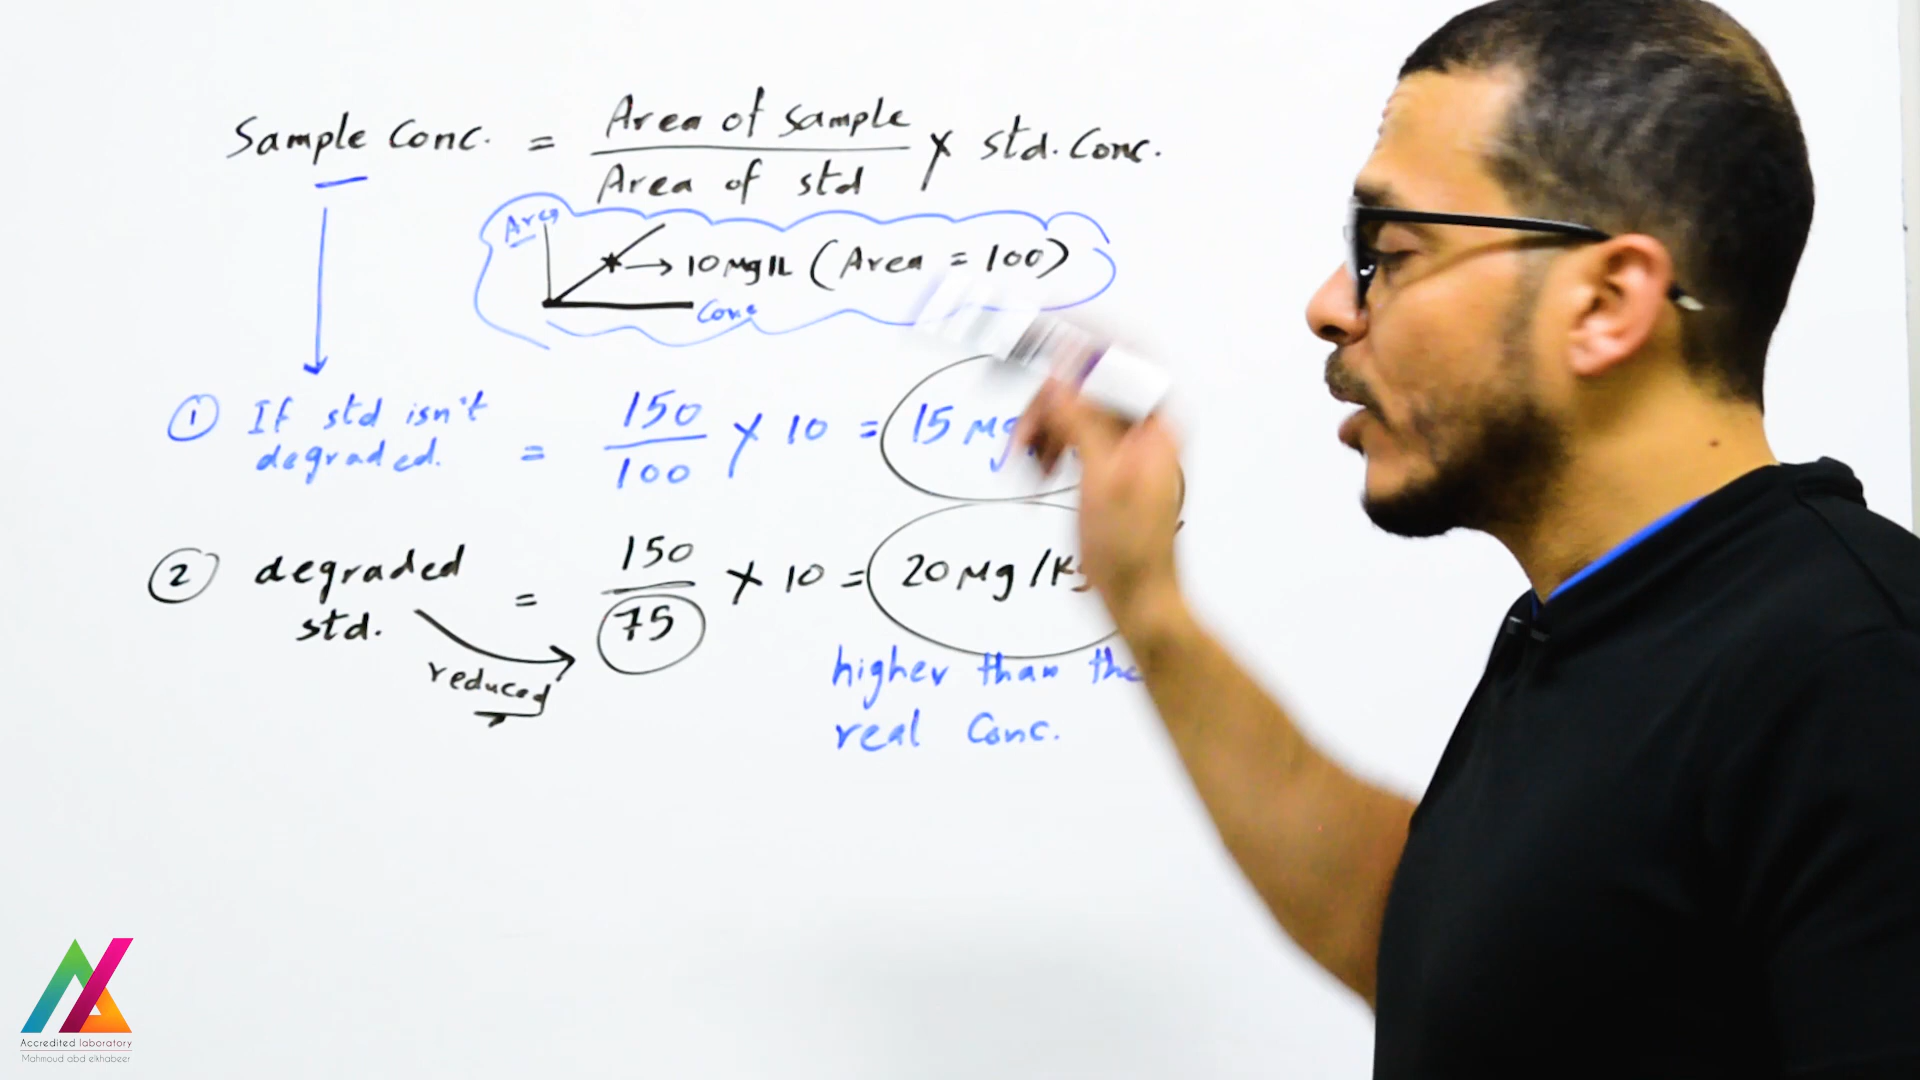 Sample Conc. = Area of sample / Area of std X std. Conc.
Area
10 Mg/L (Area = 100)
Conc
① If std isn't degraded. = 150 / 100 X 10 = 15 Mg
② degraded std. = 150 / 75 X 10 = 20 Mg/Kg
reduced
higher than the
real Conc.
Accredited laboratory
Mahmoud abd elkhabeer